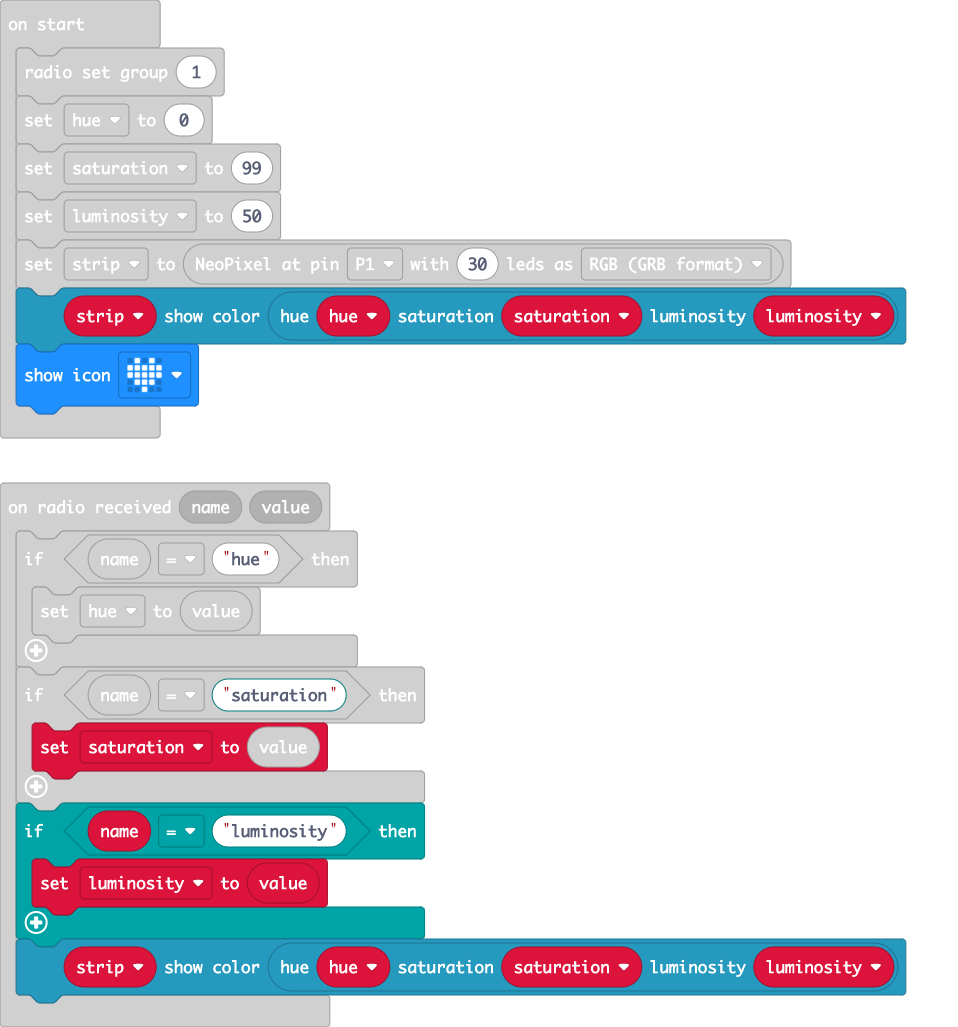 on start
radio set group 1
set hue to 0
set saturation to 99
set luminosity to 50
set strip to NeoPixel at pin P1 with 30 leds as RGB (GRB format)
strip show color hue hue saturation saturation luminosity luminosity
show icon
on radio received name value
if name = "hue" then
set hue to value
if name = "saturation" then
set saturation to value
if name = "luminosity" then
set luminosity to value
strip show color hue hue saturation saturation luminosity luminosity